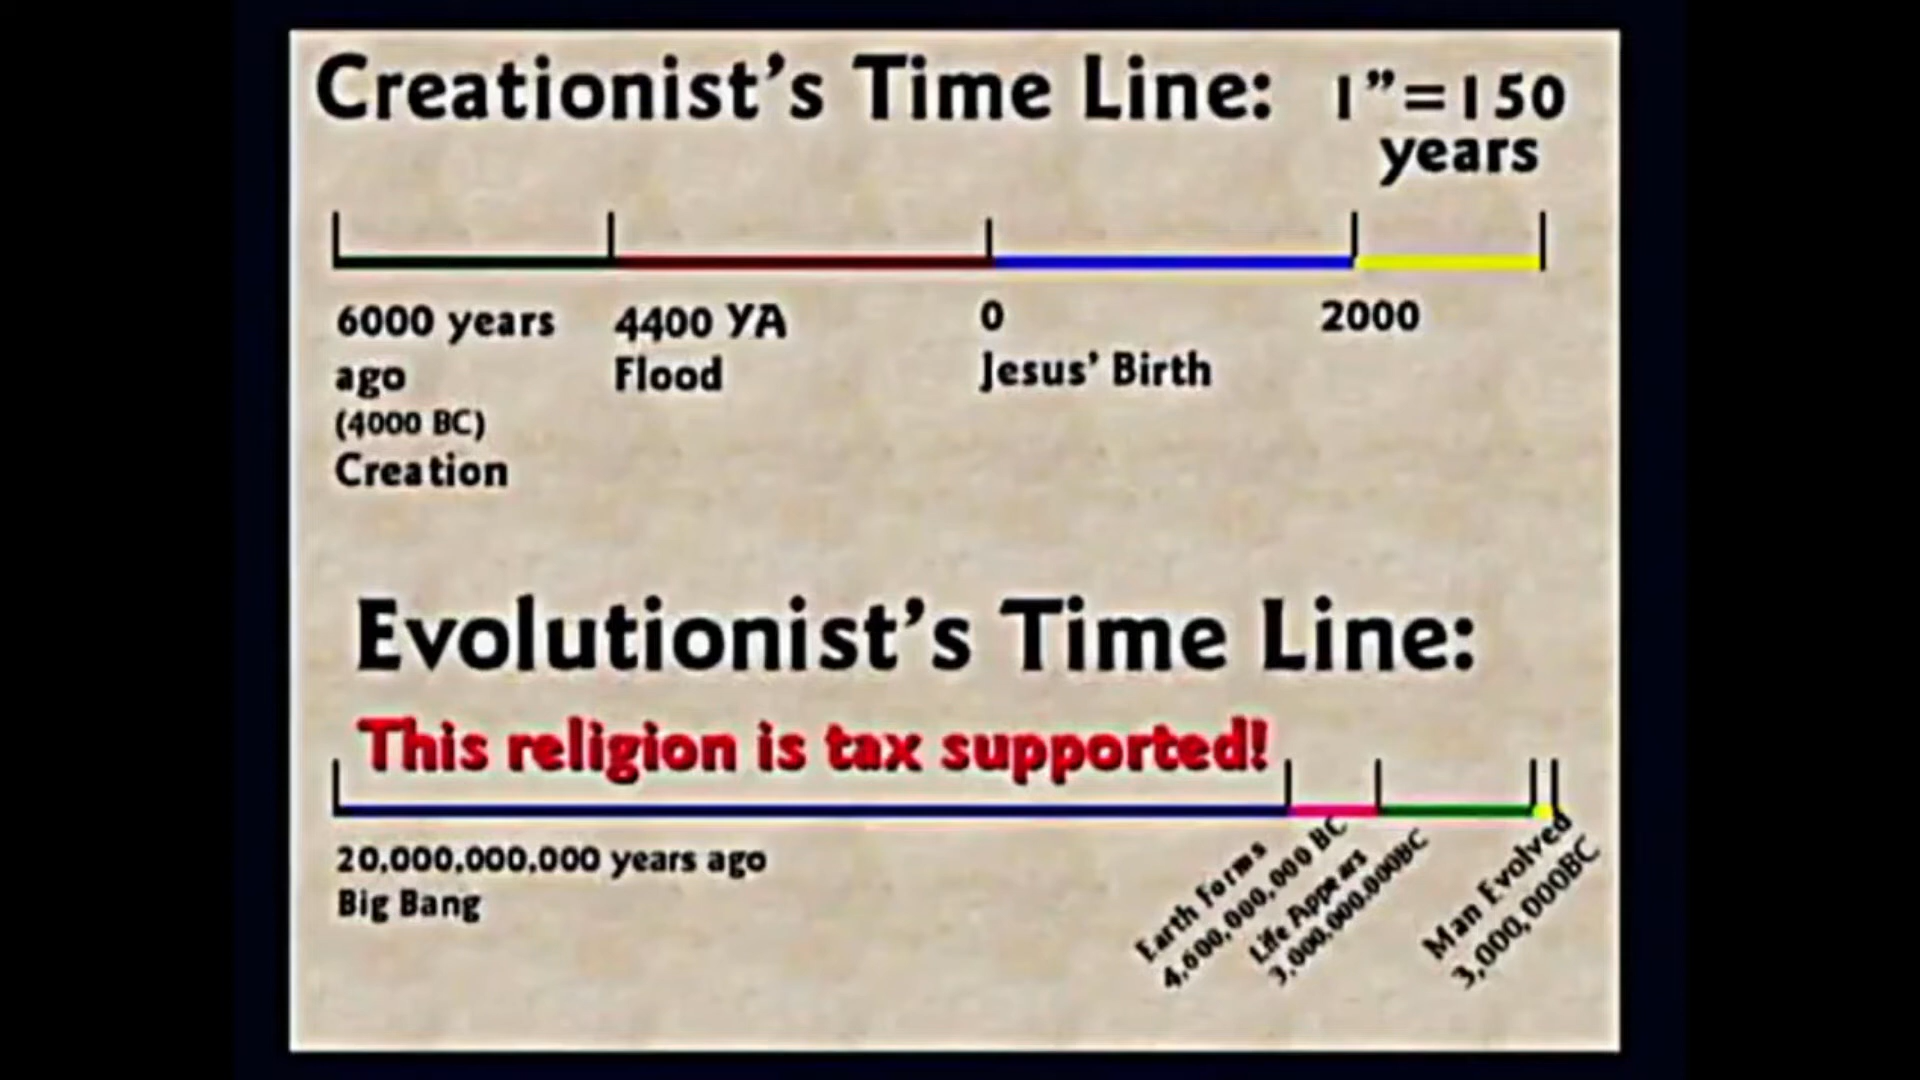 Creationist's Time Line: 1"=150
years
6000 years
ago
(4000 BC)
Creation
4400 YA
Flood
0
Jesus' Birth
2000
Evolutionist's Time Line:
This religion is tax supported!
20,000,000,000 years ago
Big Bang
Earth Forms
4,600,000,000 BC
Life Appears
3,000,000,000BC
Man Evolved
3,000,000BC